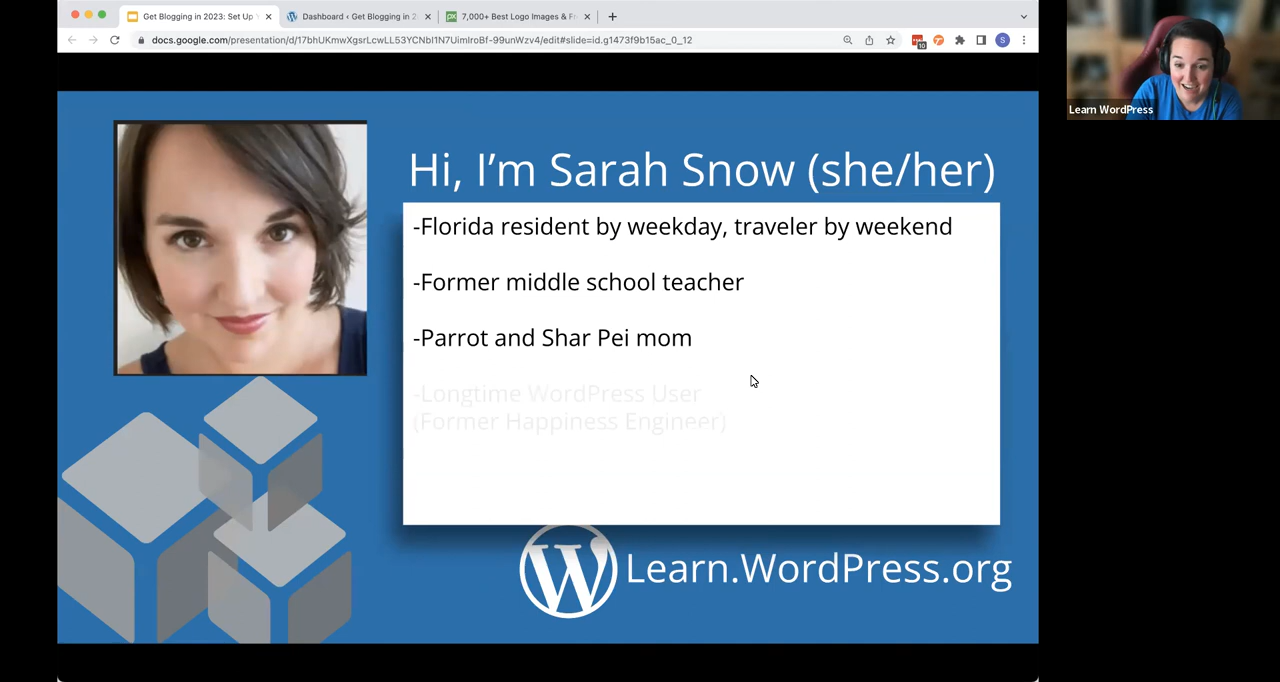 Get Blogging in 2023: Set Up
Dashboard ‹ Get Blogging in 2
7,000+ Best Logo Images & Fr
docs.google.com/presentation/d/17bhUKmwXgsrLcwLL53YCNbI1N7UimIroBf-99unWzv4/edit#slide=id.g1473f9b15ac_0_12
10
S
Learn WordPress
Hi, I’m Sarah Snow (she/her)
-Florida resident by weekday, traveler by weekend
-Former middle school teacher
-Parrot and Shar Pei mom
-Longtime WordPress User
(Former Happiness Engineer)
Learn.WordPress.org